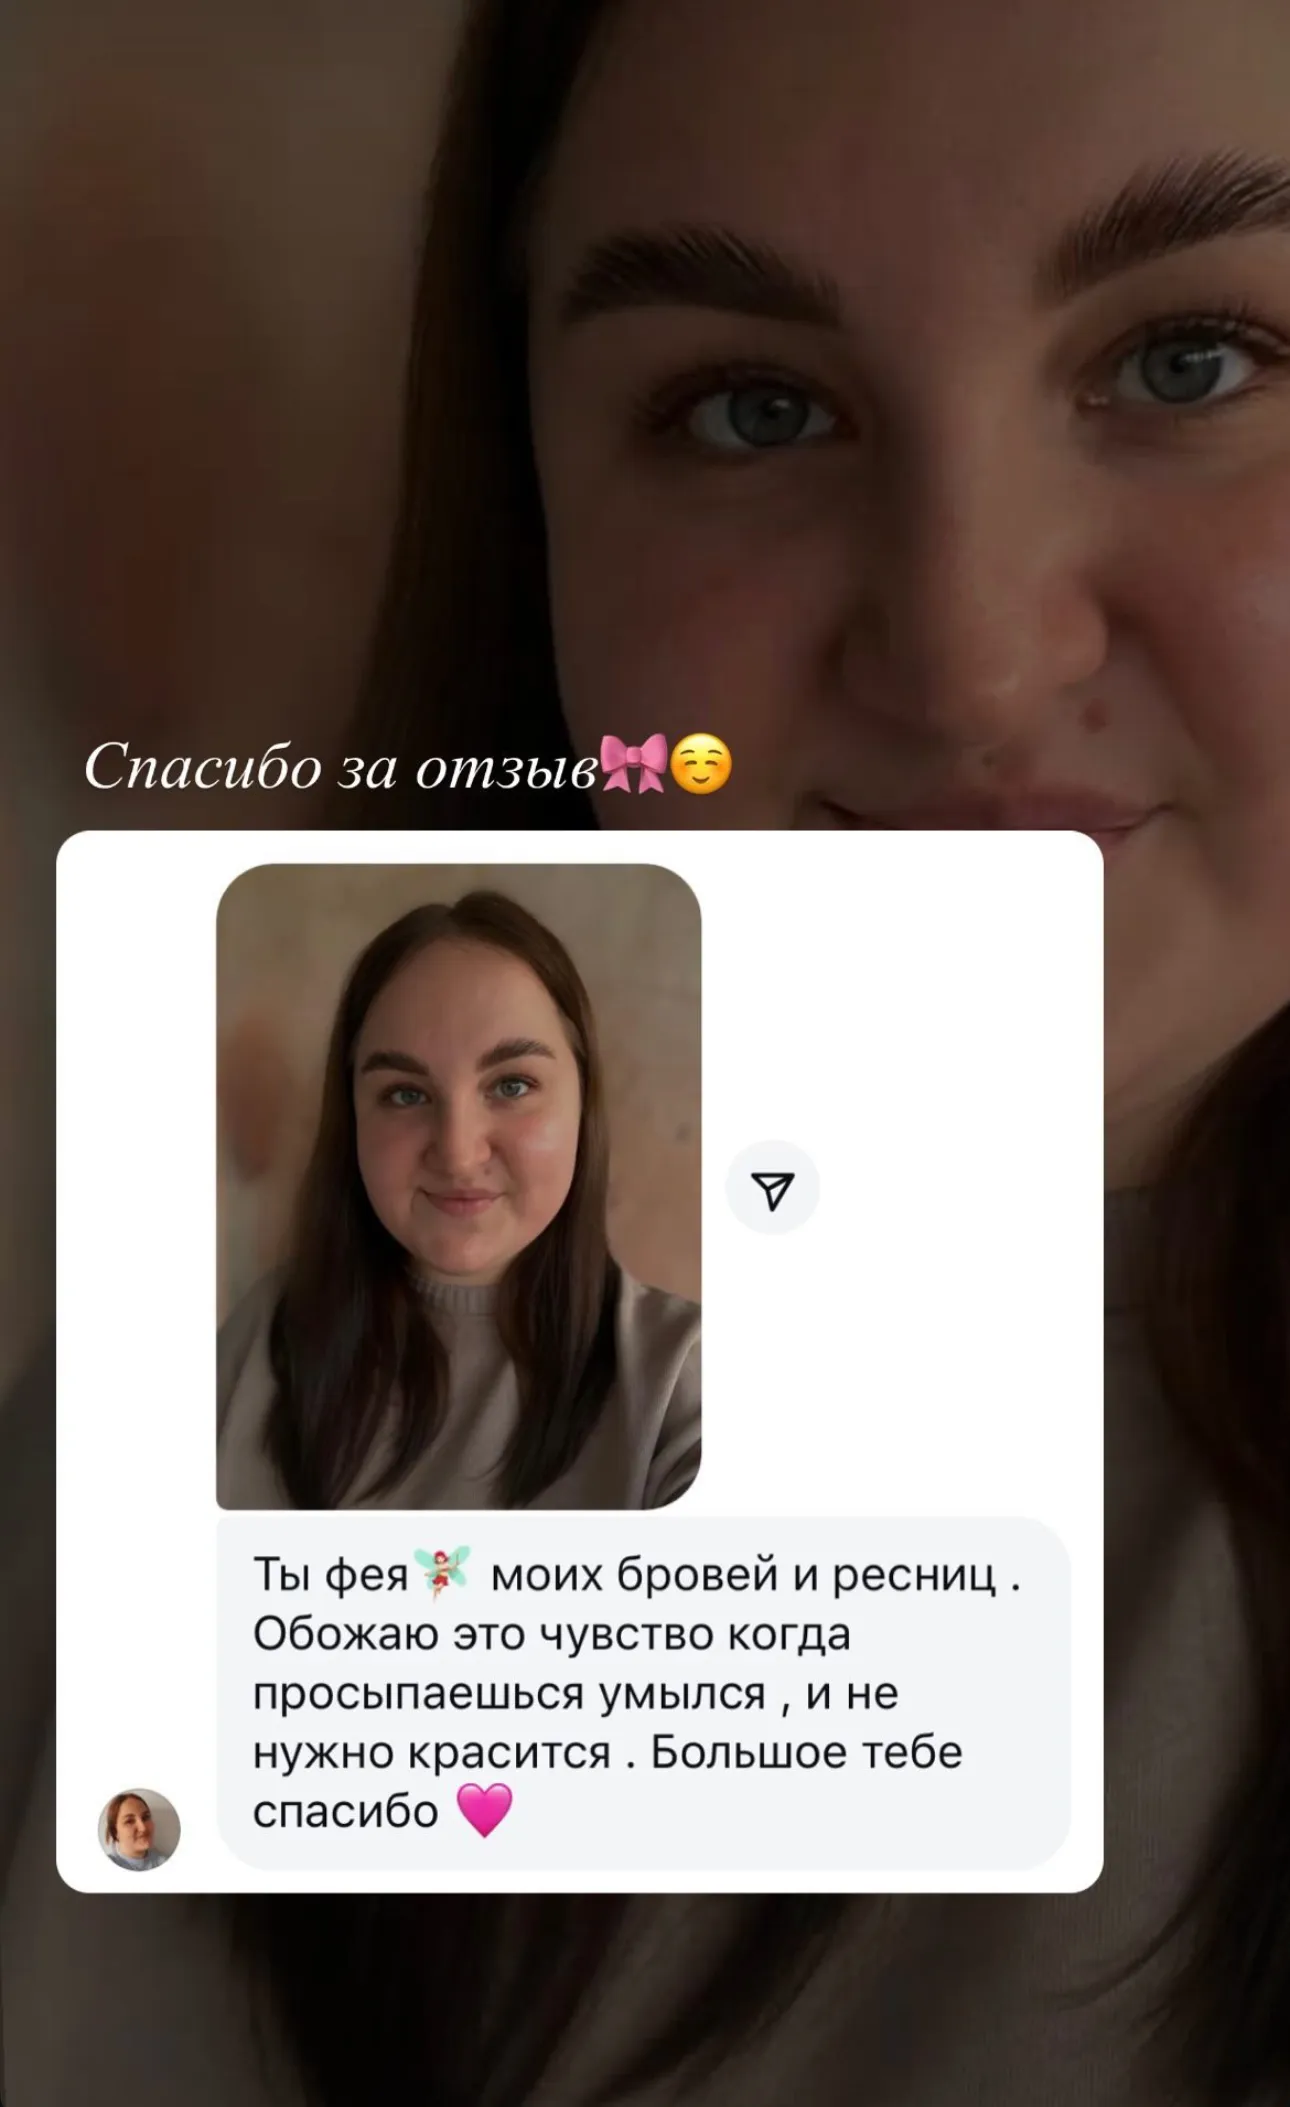 Спасибо за отзыв🎀☺️
Ты фея🧚🏻‍♀️ моих бровей и ресниц .
Обожаю это чувство когда
просыпаешься умылся , и не
нужно красится . Большое тебе
спасибо 🩷